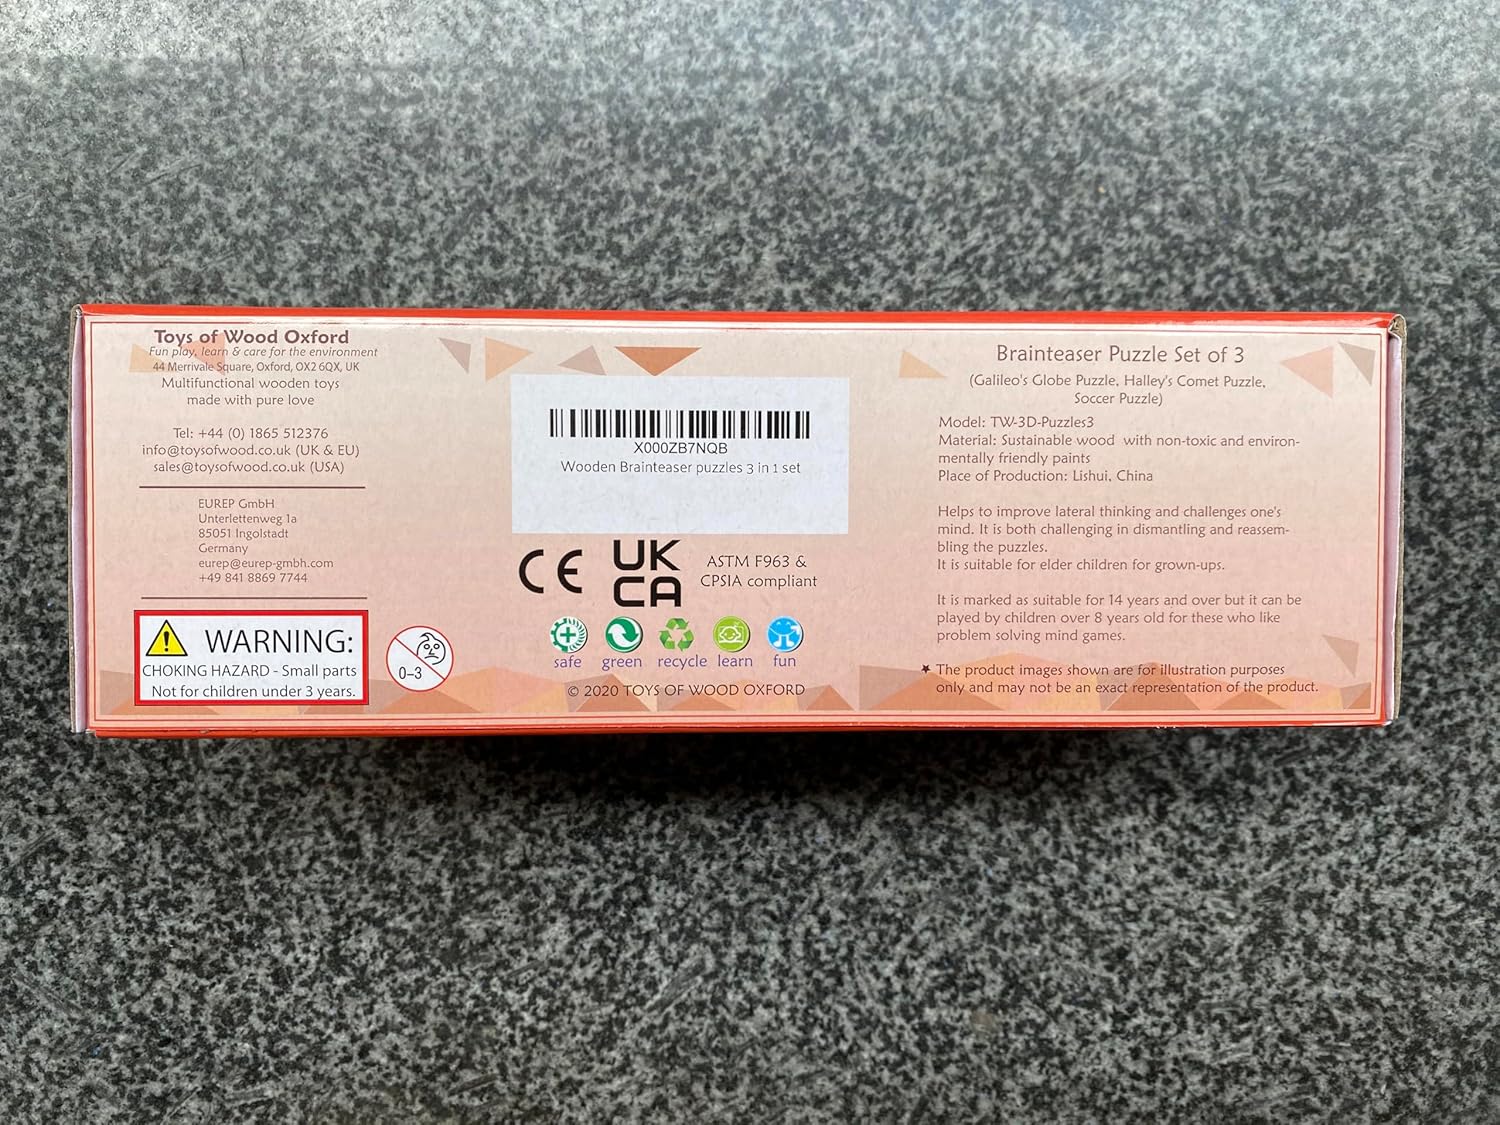 Toys of Wood Oxford
Fun play, learn & care for the environment
44 Merrivale Square, Oxford, OX2 6QX, UK
Multifunctional wooden toys
made with pure love
Tel: +44 (0) 1865 512376
info@toysofwood.co.uk (UK & EU)
sales@toysofwood.co.uk (USA)
EUREP GmbH
Unterlettenweg 1a
85051 Ingolstadt
Germany
eurep@eurep-gmbh.com
+49 841 8869 7744
WARNING:
CHOKING HAZARD - Small parts
Not for children under 3 years.
0-3
X000ZB7NQB
Wooden Brainteaser puzzles 3 in 1 set
CE
UK
CA
ASTM F963 &
CPSIA compliant
safe green recycle learn fun
© 2020 TOYS OF WOOD OXFORD
Brainteaser Puzzle Set of 3
(Galileo's Globe Puzzle, Halley's Comet Puzzle,
Soccer Puzzle)
Model: TW-3D-Puzzles3
Material: Sustainable wood with non-toxic and environ-
mentally friendly paints
Place of Production: Lishui, China
Helps to improve lateral thinking and challenges one's
mind. It is both challenging in dismantling and reassem-
bling the puzzles.
It is suitable for elder children for grown-ups.
It is marked as suitable for 14 years and over but it can be
played by children over 8 years old for these who like
problem solving mind games.
★ The product images shown are for illustration purposes
only and may not be an exact representation of the product.